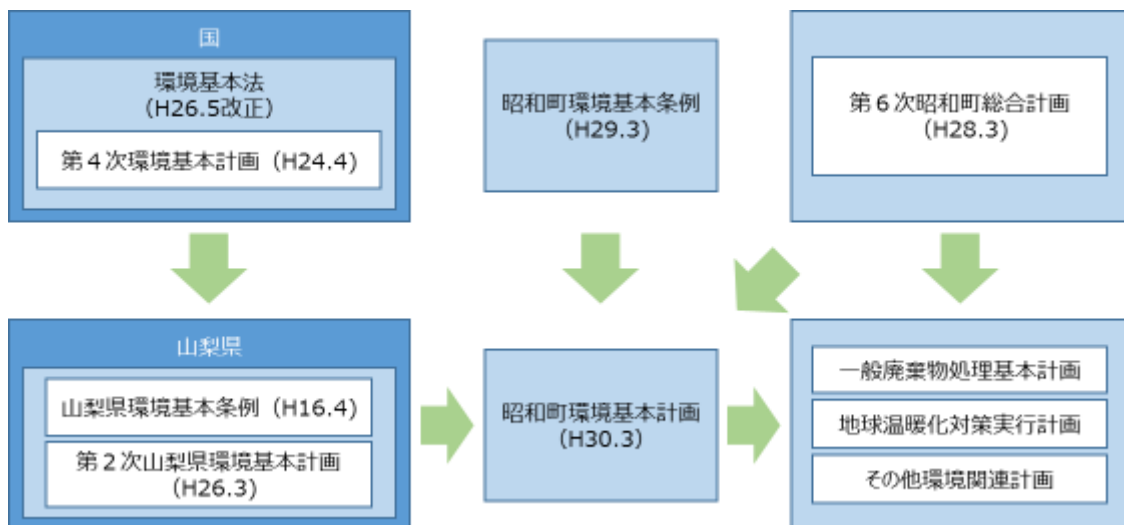 国
環境基本法
(H26.5改正)
第４次環境基本計画 (H24.4)
昭和町環境基本条例
(H29.3)
第６次昭和町総合計画
(H28.3)
山梨県
山梨県環境基本条例 (H16.4)
第２次山梨県環境基本計画
(H26.3)
昭和町環境基本計画
(H30.3)
一般廃棄物処理基本計画
地球温暖化対策実行計画
その他環境関連計画